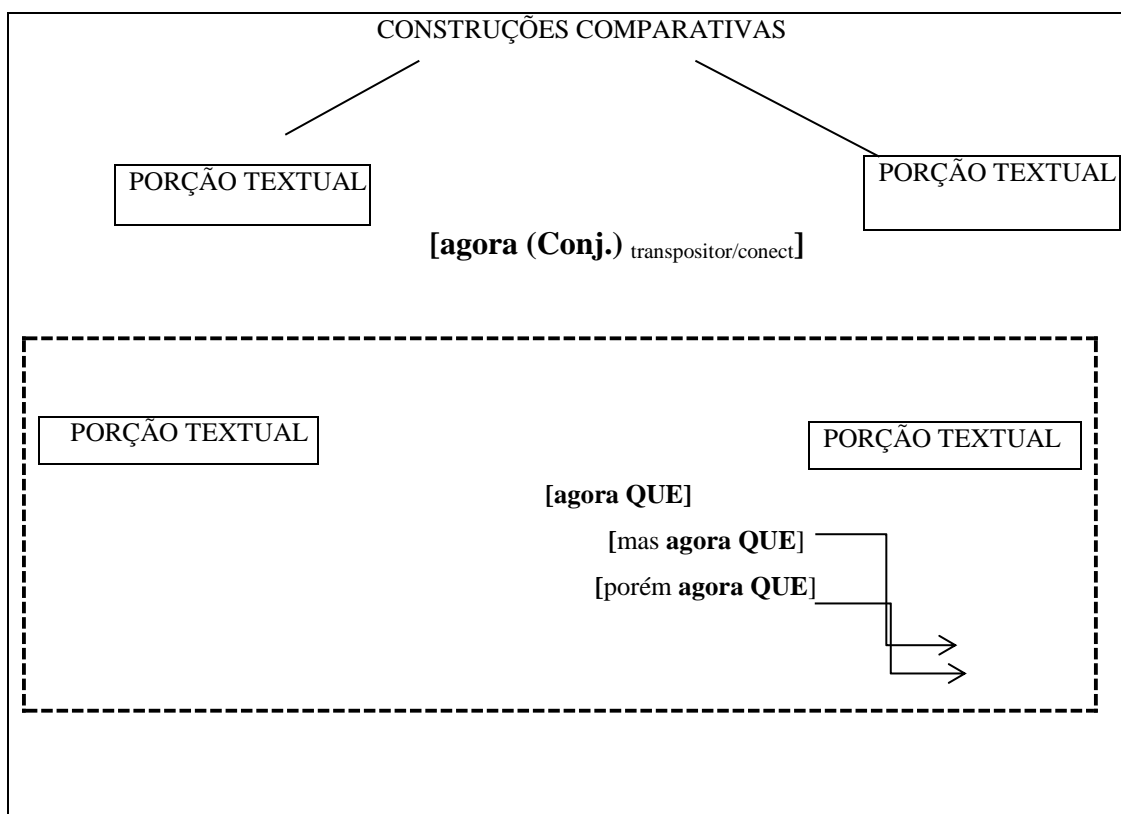 CONSTRUÇÕES COMPARATIVAS
PORÇÃO TEXTUAL
PORÇÃO TEXTUAL
[agora (Conj.) transpositor/conect]
PORÇÃO TEXTUAL
PORÇÃO TEXTUAL
[agora QUE]
[mas agora QUE]
[porém agora QUE]